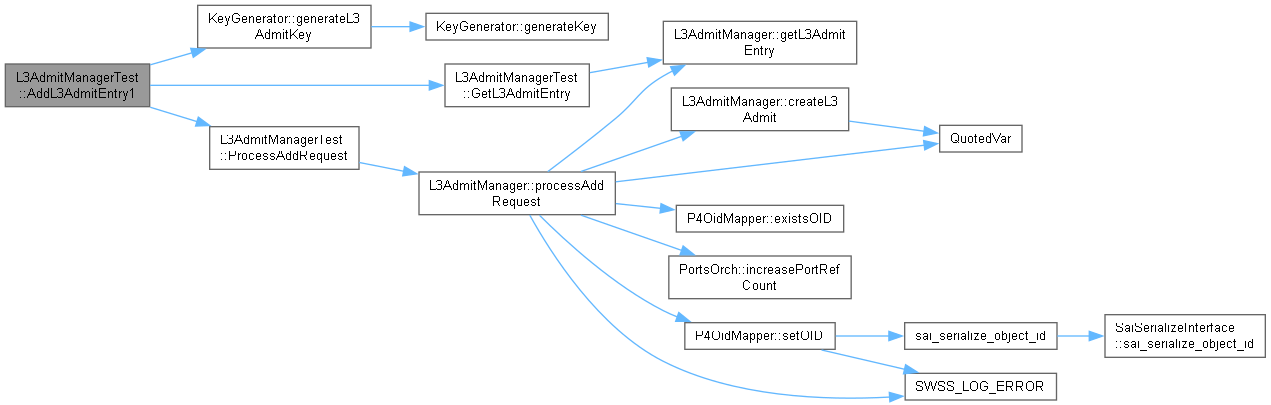 KeyGenerator::generateL3
AdmitKey
KeyGenerator::generateKey
L3AdmitManager::getL3Admit
Entry
L3AdmitManagerTest
::AddL3AdmitEntry1
L3AdmitManagerTest
::GetL3AdmitEntry
L3AdmitManager::createL3
Admit
QuotedVar
L3AdmitManagerTest
::ProcessAddRequest
L3AdmitManager::processAdd
Request
P4OidMapper::existsOID
PortsOrch::increasePortRef
Count
P4OidMapper::setOID
sai_serialize_object_id
SaiSerializeInterface
::sai_serialize_object_id
SWSS_LOG_ERROR